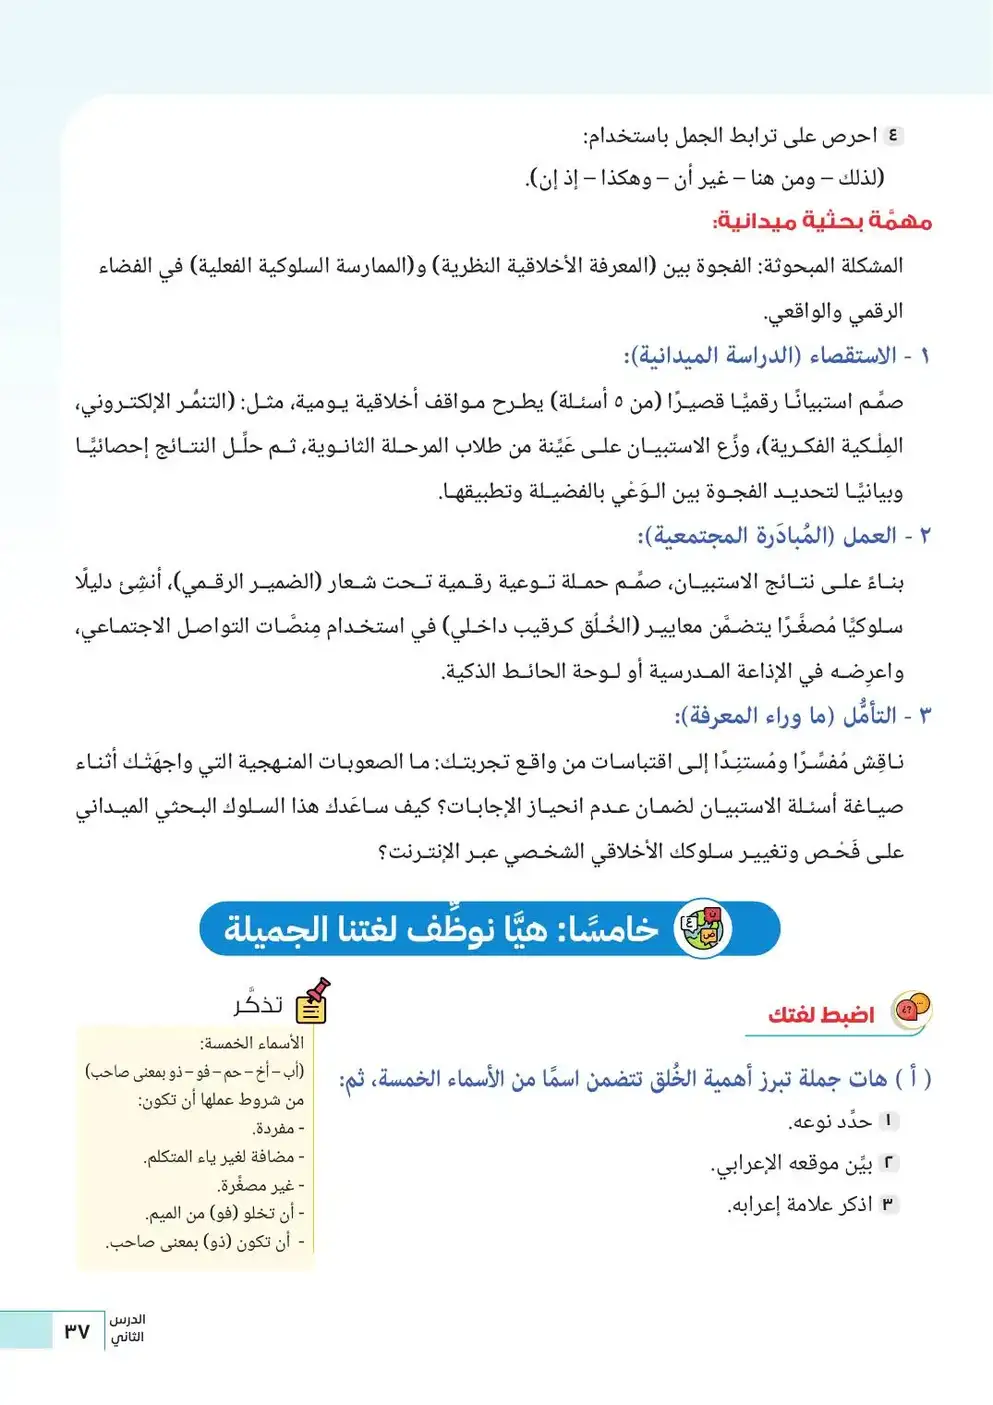 ٤ احرص على ترابط الجمل باستخدام:
(لذلك – ومن هنا – غير أن – وهكذا – إذ إن).
مهمَّة بحثية ميدانية:
المشكلة المبحوثة: الفجوة بين (المعرفة الأخلاقية النظرية) و(الممارسة السلوكية الفعلية) في الفضاء
الرقمي والواقعي.
١ - الاستقصاء (الدراسة الميدانية):
صمِّم استبيانًا رقميًّا قصيرًا (من ٥ أسئلة) يطرح مواقف أخلاقية يومية، مثل: (التنمُّر الإلكتروني،
المِلْكية الفكرية)، وزِّع الاستبيان على عَيِّنة من طلاب المرحلة الثانوية، ثم حلِّل النتائج إحصائيًّا
وبيانيًّا لتحديد الفجوة بين الوَعْي بالفضيلة وتطبيقها.
٢ - العمل (المُبادَرة المجتمعية):
بناءً على نتائج الاستبيان، صمِّم حملة توعية رقمية تحت شعار (الضمير الرقمي)، أنشِئ دليلًا
سلوكيًّا مُصغَّرًا يتضمَّن معايير (الخُلُق كرقيب داخلي) في استخدام مِنصَّات التواصل الاجتماعي،
واعرِضه في الإذاعة المدرسية أو لوحة الحائط الذكية.
٣ - التأمُّل (ما وراء المعرفة):
ناقِش مُفسِّرًا ومُستنِدًا إلى اقتباسات من واقع تجربتك: ما الصعوبات المنهجية التي واجهَتْك أثناء
صياغة أسئلة الاستبيان لضمان عدم انحياز الإجابات؟ كيف ساعَدك هذا السلوك البحثي الميداني
على فَحْص وتغيير سلوكك الأخلاقي الشخصي عبر الإنترنت؟
خامسًا: هيَّا نوظِّف لغتنا الجميلة
اضبط لغتك
( أ ) هات جملة تبرز أهمية الخُلق تتضمن اسمًا من الأسماء الخمسة، ثم:
١ حدِّد نوعه.
٢ بيِّن موقعه الإعرابي.
٣ اذكر علامة إعرابه.
تذكَّر
الأسماء الخمسة:
(أب – أخ – حم – فو – ذو بمعنى صاحب)
من شروط عملها أن تكون:
- مفردة.
- مضافة لغير ياء المتكلم.
- غير مصغَّرة.
- أن تخلو (فو) من الميم.
- أن تكون (ذو) بمعنى صاحب.
الدرس
الثاني
٣٧